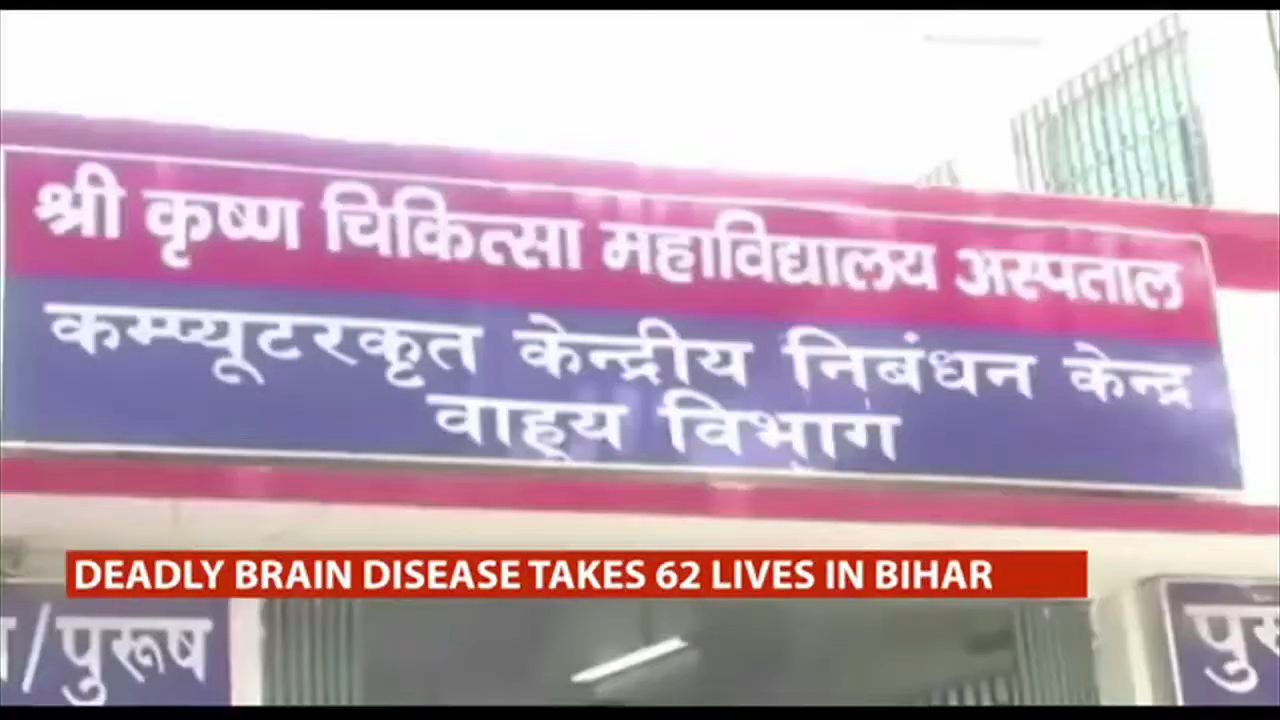 श्री कृष्ण चिकित्सा महाविद्यालय अस्पताल
कम्प्यूटरकृत केन्द्रीय निबंधन केन्द्र
वाह्य विभाग
DEADLY BRAIN DISEASE TAKES 62 LIVES IN BIHAR
/पुरूष